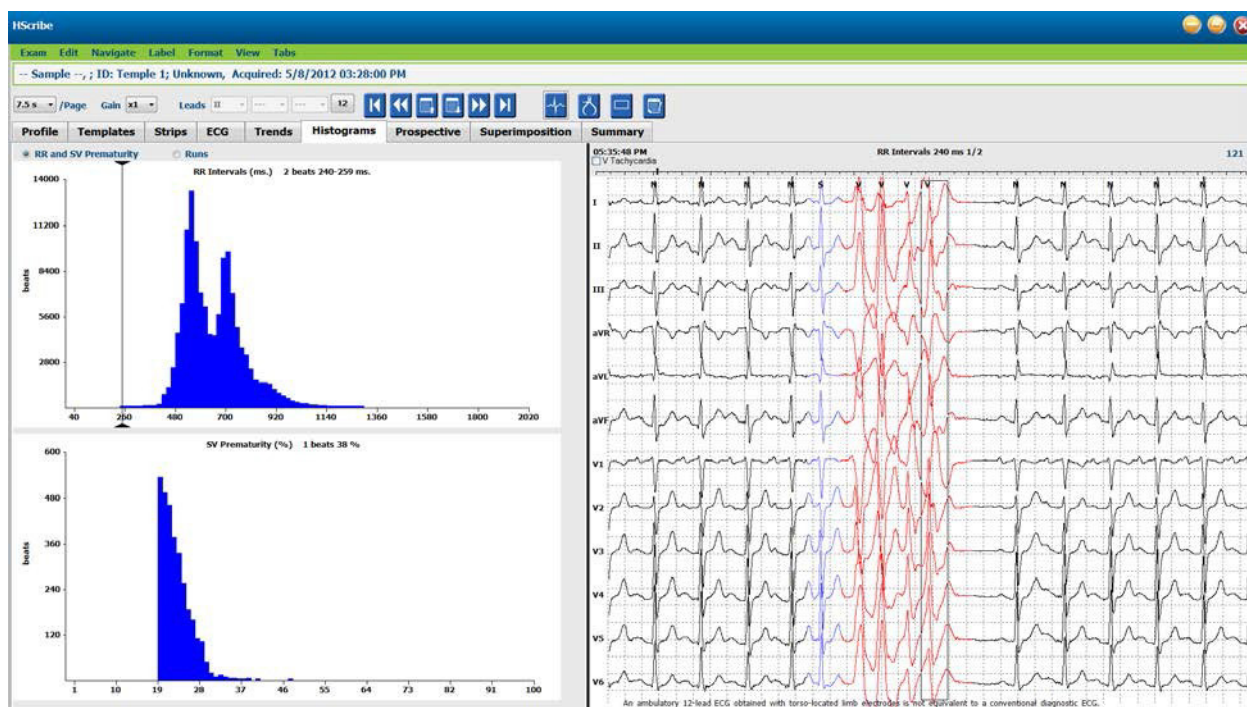 HScribe
Exam Edit Navigate Label Format View Tabs
-- Sample --, ; ID: Temple 1; Unknown, Acquired: 5/8/2012 03:28:00 PM
7.5 s /Page Gain x1 Leads II --- --- 12
Profile Templates Strips ECG Trends Histograms Prospective Superimposition Summary
RR and SV Prematurity Runs
RR Intervals (ms.) 2 beats 240-259 ms.
14000
11200
8400
5600
2800
beats
40 260 480 700 920 1140 1360 1580 1800 2020
SV Prematurity (%) 1 beats 38 %
600
480
360
240
120
beats
1 10 19 28 37 46 55 64 73 82 91 100
05:35:48 PM RR Intervals 240 ms 1/2 121
V Tachycardia
N N N N S V V V V N N N N N
I
II
III
aVR
aVL
aVF
V1
V2
V3
V4
V5
V6
An ambulatory 12-lead ECG obtained with torso-located limb electrodes is not equivalent to a conventional diagnostic ECG.